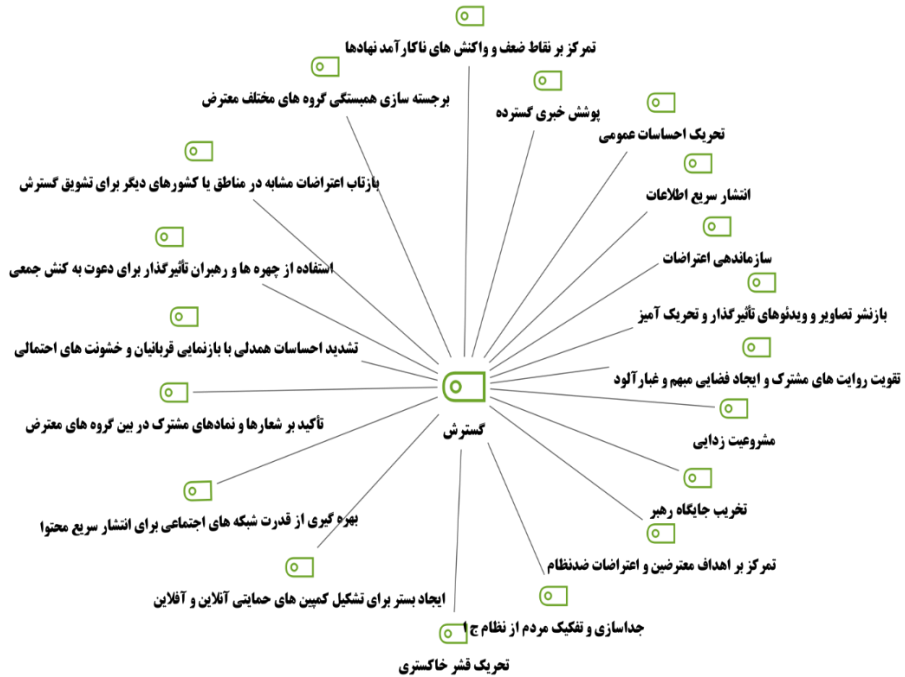 تمرکز بر نقاط ضعف و واکنش های ناکارآمد نهادها
برجسته سازی همبستگی گروه های مختلف معترض
پوشش خبری گسترده
تحریک احساسات عمومی
بازتاب اعتراضات مشابه در مناطق یا کشورهای دیگر برای تشویق گسترش
انتشار سریع اطلاعات
سازماندهی اعتراضات
استفاده از چهره ها و رهبران تأثیرگذار برای دعوت به کنش جمعی
بازنشر تصاویر و ویدئوهای تأثیرگذار و تحریک آمیز
تشدید احساسات همدلی با بازنمایی قربانیان و خشونت های احتمالی
تقویت روایت های مشترک و ایجاد فضایی مبهم و غبارآلود
تأکید بر شعارها و نمادهای مشترک در بین گروه های معترض
گسترش
مشروعیت زدایی
تخریب جایگاه رهبر
بهره گیری از قدرت شبکه های اجتماعی برای انتشار سریع محتوا
تمرکز بر اهداف معترضین و اعتراضات ضدنظام
ایجاد بستر برای تشکیل کمپین های حمایتی آنلاین و آفلاین
جداسازی و تفکیک مردم از نظام ج ا
تحریک قشر خاکستری